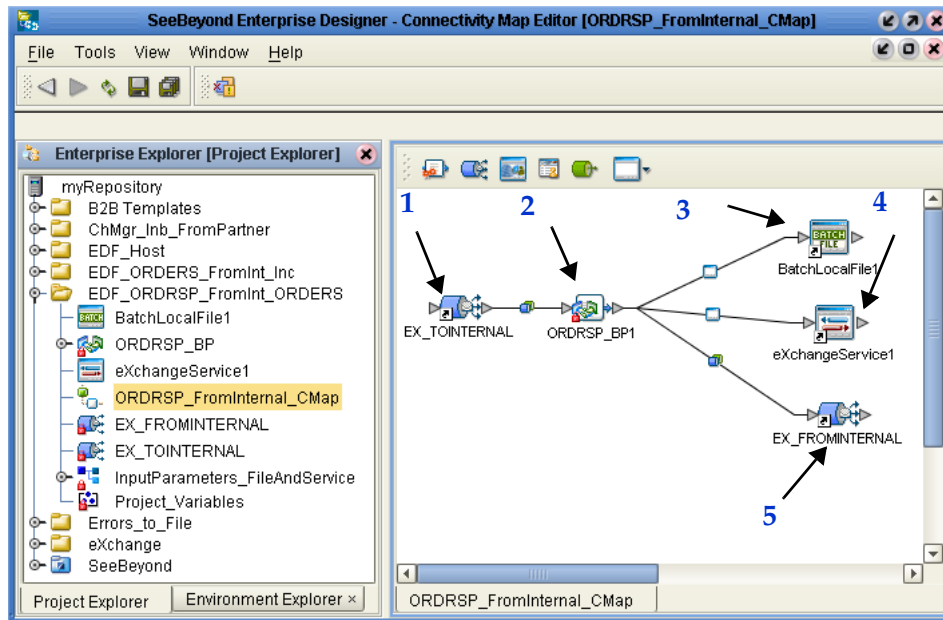 SeeBeyond Enterprise Designer - Connectivity Map Editor [ORDRSP_FromInternal_CMap]
File Tools View Window Help
Enterprise Explorer [Project Explorer]
myRepository
B2B Templates
ChMgr_Inb_FromPartner
EDF_Host
EDF_ORDERS_FromInt_Inc
EDF_ORDRSP_FromInt_ORDERS
BATCH
BatchLocalFile1
ORDRSP_BP
eXchangeService1
ORDRSP_FromInternal_CMap
EX_FROMINTERNAL
EX_TOINTERNAL
InputParameters_FileAndService
Project_Variables
Errors_to_File
eXchange
SeeBeyond
Project Explorer
Environment Explorer ×
1
2
3
4
BATCH
FILE
BatchLocalFile1
EX_TOINTERNAL
ORDRSP_BP1
eXchangeService1
EX_FROMINTERNAL
5
ORDRSP_FromInternal_CMap